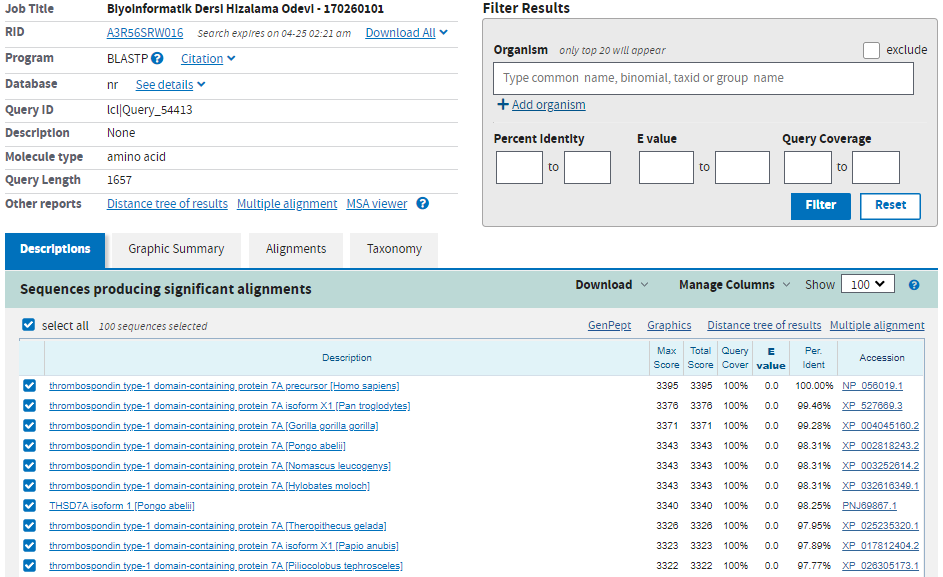 Job Title Biyoinformatik Dersi Hizalama Odevi - 170260101
RID A3R56SRW016 Search expires on 04-25 02:21 am Download All
Program BLASTP ? Citation
Database nr See details
Query ID lcl|Query_54413
Description None
Molecule type amino acid
Query Length 1657
Other reports Distance tree of results Multiple alignment MSA viewer ?
Filter Results
Organism only top 20 will appear exclude
Type common name, binomial, taxid or group name
+ Add organism
Percent Identity E value Query Coverage
to to to
Filter Reset
Descriptions Graphic Summary Alignments Taxonomy
Sequences producing significant alignments Download Manage Columns Show 100 ?
select all 100 sequences selected GenPept Graphics Distance tree of results Multiple alignment
Description Max Score Total Score Query Cover E value Per. Ident Accession
thrombospondin type-1 domain-containing protein 7A precursor [Homo sapiens] 3395 3395 100% 0.0 100.00% NP_056019.1
thrombospondin type-1 domain-containing protein 7A isoform X1 [Pan troglodytes] 3376 3376 100% 0.0 99.46% XP_527669.3
thrombospondin type-1 domain-containing protein 7A [Gorilla gorilla gorilla] 3371 3371 100% 0.0 99.28% XP_004045160.2
thrombospondin type-1 domain-containing protein 7A [Pongo abelii] 3343 3343 100% 0.0 98.31% XP_002818243.2
thrombospondin type-1 domain-containing protein 7A [Nomascus leucogenys] 3343 3343 100% 0.0 98.31% XP_003252614.2
thrombospondin type-1 domain-containing protein 7A [Hylobates moloch] 3343 3343 100% 0.0 98.31% XP_032616349.1
THSD7A isoform 1 [Pongo abelii] 3340 3340 100% 0.0 98.25% PNJ69867.1
thrombospondin type-1 domain-containing protein 7A [Theropithecus gelada] 3326 3326 100% 0.0 97.95% XP_025235320.1
thrombospondin type-1 domain-containing protein 7A isoform X1 [Papio anubis] 3323 3323 100% 0.0 97.89% XP_017812404.2
thrombospondin type-1 domain-containing protein 7A [Piliocolobus tephrosceles] 3322 3322 100% 0.0 97.77% XP_026305173.1